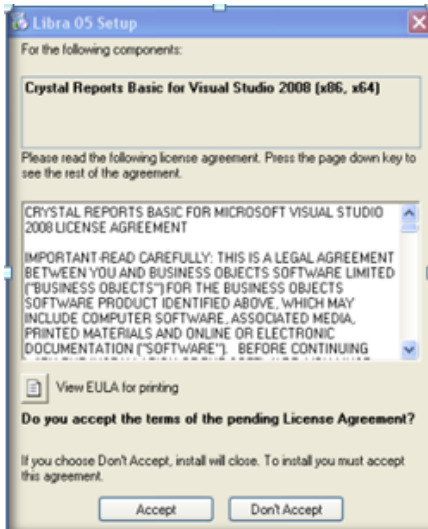 Libra 05 Setup
For the following components:
Crystal Reports Basic for Visual Studio 2008 (x86, x64)
Please read the following license agreement. Press the page down key to
see the rest of the agreement.
CRYSTAL REPORTS BASIC FOR MICROSOFT VISUAL STUDIO
2008 LICENSE AGREEMENT
IMPORTANT-READ CAREFULLY: THIS IS A LEGAL AGREEMENT
BETWEEN YOU AND BUSINESS OBJECTS SOFTWARE LIMITED
("BUSINESS OBJECTS") FOR THE BUSINESS OBJECTS
SOFTWARE PRODUCT IDENTIFIED ABOVE, WHICH MAY
INCLUDE COMPUTER SOFTWARE, ASSOCIATED MEDIA,
PRINTED MATERIALS AND ONLINE OR ELECTRONIC
DOCUMENTATION ("SOFTWARE"). BEFORE CONTINUING
View EULA for printing
Do you accept the terms of the pending License Agreement?
If you choose Don't Accept, install will close. To install you must accept
this agreement.
Accept
Don't Accept